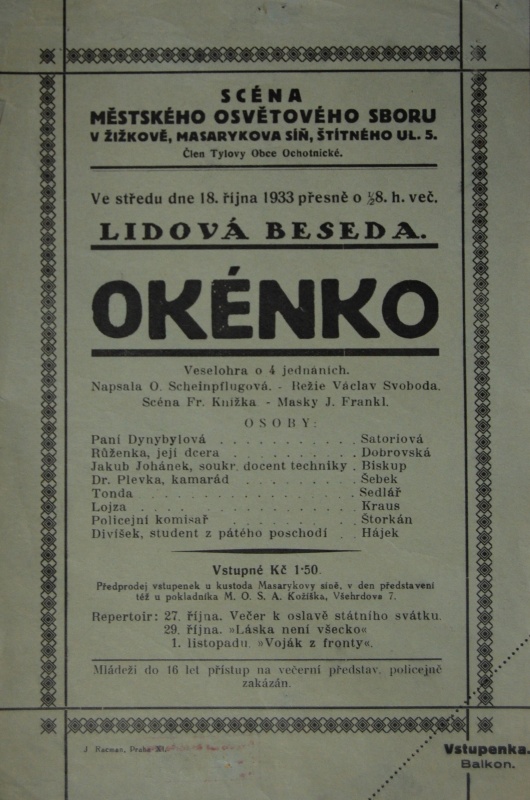 SCÉNA
MĚSTSKÉHO OSVĚTOVÉHO SBORU
V ŽIŽKOVĚ, MASARYKOVA SÍŇ, ŠTÍTNÉHO UL. 5.
Člen Tylovy Obce Ochotnické.
Ve středu dne 18. října 1933 přesně o ½8. h. več.
LIDOVÁ BESEDA.
OKÉNKO
Veselohra o 4 jednáních.
Napsala O. Scheinpflugová. - Režie Václav Svoboda.
Scéna Fr. Knížka - Masky J. Frankl.
OSOBY:
Paní Dynybylová . . . . . . . . . . . Satoriová
Růženka, její dcera . . . . . . . . . . Dobrovská
Jakub Johánek, soukr. docent techniky . Biskup
Dr. Plevka, kamarád . . . . . . . . . Šebek
Tonda . . . . . . . . . . . . . . . Sedlář
Lojza . . . . . . . . . . . . . . . Kraus
Policejní komisař . . . . . . . . . . Štorkán
Divíšek, student z pátého poschodí . . Hájek
Vstupné Kč 1·50.
Předprodej vstupenek u kustoda Masarykovy síně, v den představení
též u pokladníka M. O. S. A. Kožíška, Všehrdova 7.
Repertoir: 27. října. Večer k oslavě státního svátku.
29. října. »Láska není všecko«
1. listopadu. »Voják z fronty«.
Mládeži do 16 let přístup na večerní představ. policejně
zakázán.
J. Kacman, Praha XI.
Vstupenka.
Balkon.